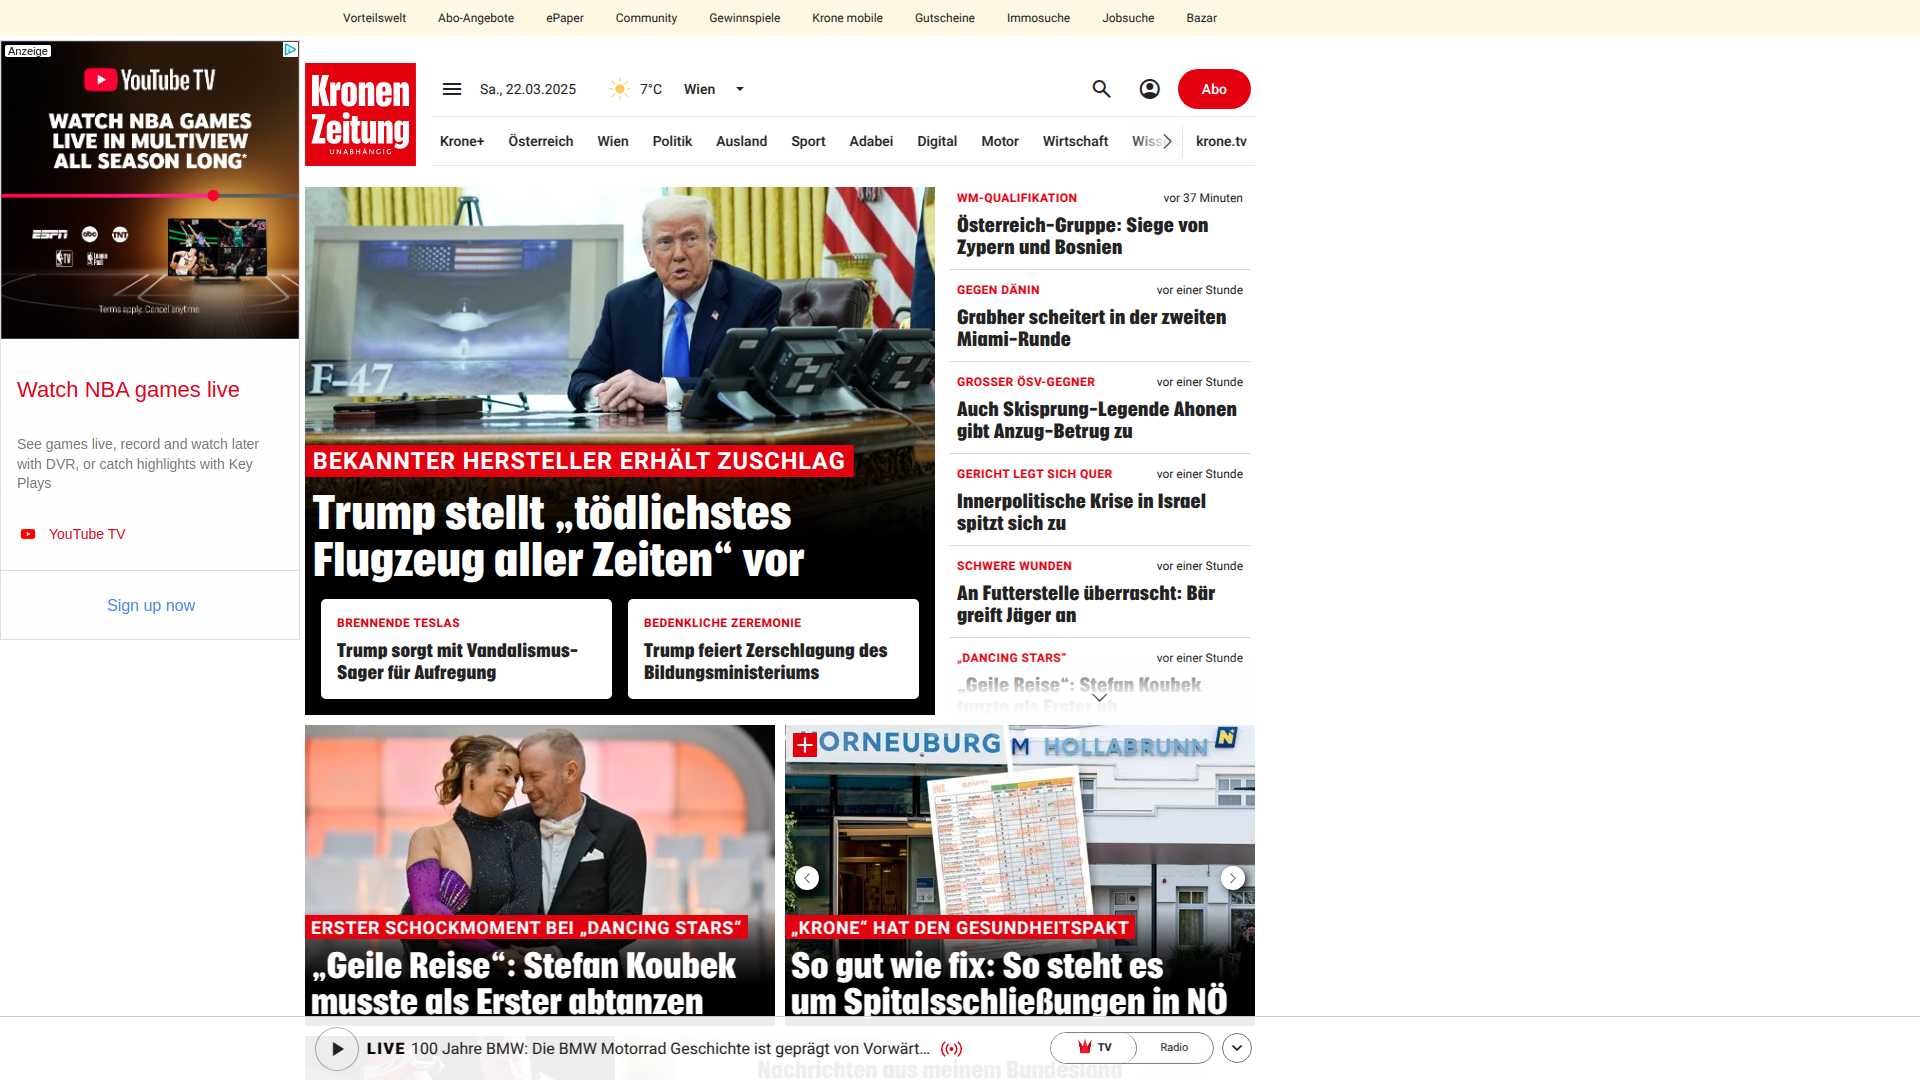 Vorteilswelt
Abo-Angebote
ePaper
Community
Gewinnspiele
Krone mobile
Gutscheine
Immosuche
Jobsuche
Bazar
Anzeige
YouTube TV
WATCH NBA GAMES
LIVE IN MULTIVIEW
ALL SEASON LONG*
ESPN
abc
TNT
Terms apply. Cancel anytime
Watch NBA games live
See games live, record and watch later
with DVR, or catch highlights with Key
Plays
YouTube TV
Sign up now
Kronen
Zeitung
UNABHÄNGIG
Sa., 22.03.2025
7°C
Wien
Abo
Krone+
Österreich
Wien
Politik
Ausland
Sport
Adabei
Digital
Motor
Wirtschaft
Wiss
krone.tv
F-47
BEKANNTER HERSTELLER ERHÄLT ZUSCHLAG
Trump stellt „tödlichstes
Flugzeug aller Zeiten“ vor
BRENNENDE TESLAS
Trump sorgt mit Vandalismus-
Sager für Aufregung
BEDENKLICHE ZEREMONIE
Trump feiert Zerschlagung des
Bildungsministeriums
WM-QUALIFIKATION
vor 37 Minuten
Österreich-Gruppe: Siege von
Zypern und Bosnien
GEGEN DÄNIN
vor einer Stunde
Grabher scheitert in der zweiten
Miami-Runde
GROSSER ÖSV-GEGNER
vor einer Stunde
Auch Skisprung-Legende Ahonen
gibt Anzug-Betrug zu
GERICHT LEGT SICH QUER
vor einer Stunde
Innerpolitische Krise in Israel
spitzt sich zu
SCHWERE WUNDEN
vor einer Stunde
An Futterstelle überrascht: Bär
greift Jäger an
„DANCING STARS“
vor einer Stunde
„Geile Reise“: Stefan Koubek
tanzte als Erster ab
ERSTER SCHOCKMOMENT BEI „DANCING STARS“
„Geile Reise“: Stefan Koubek
musste als Erster abtanzen
ORNEUBURG
M HOLLABRUNN
N
„KRONE“ HAT DEN GESUNDHEITSPAKT
So gut wie fix: So steht es
um Spitalsschließungen in NÖ
LIVE 100 Jahre BMW: Die BMW Motorrad Geschichte ist geprägt von Vorwärt...
TV
Radio
Nachrichten aus meinem Bundesland